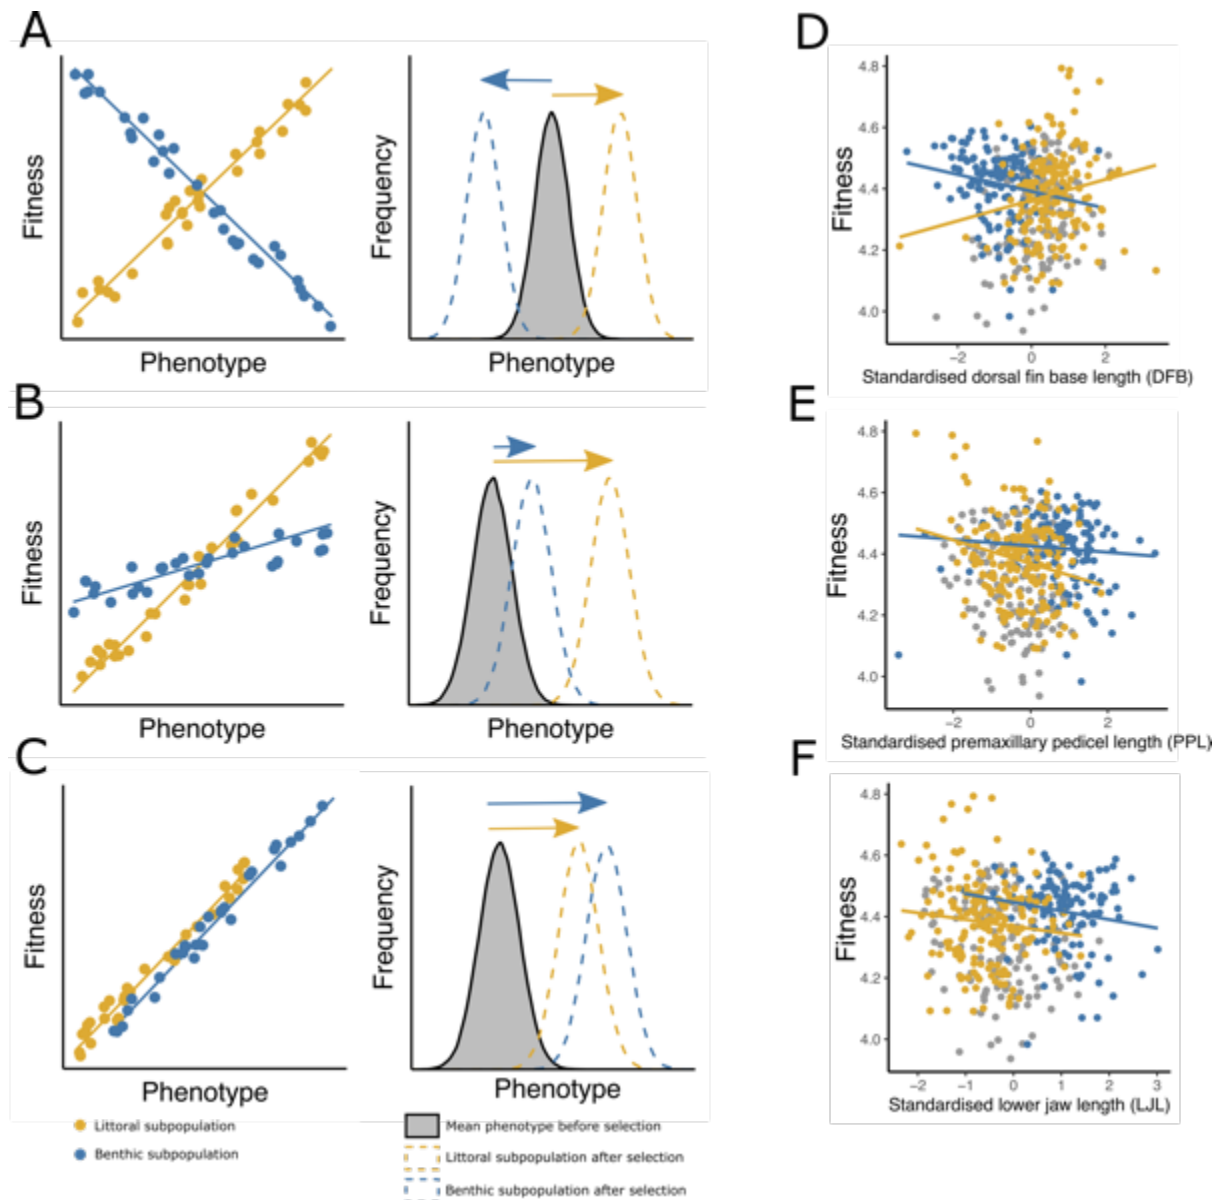 A
Fitness
Phenotype
Frequency
Phenotype
B
Fitness
Phenotype
Frequency
Phenotype
C
Fitness
Phenotype
Frequency
Phenotype
Littoral subpopulation
Benthic subpopulation
Mean phenotype before selection
Littoral subpopulation after selection
Benthic subpopulation after selection
D
Fitness
4.8
4.6
4.4
4.2
4.0
−2 0 2
Standardised dorsal fin base length (DFB)
E
Fitness
4.8
4.6
4.4
4.2
4.0
−2 0 2
Standardised premaxillary pedicel length (PPL)
F
Fitness
4.8
4.6
4.4
4.2
4.0
−2 −1 0 1 2 3
Standardised lower jaw length (LJL)